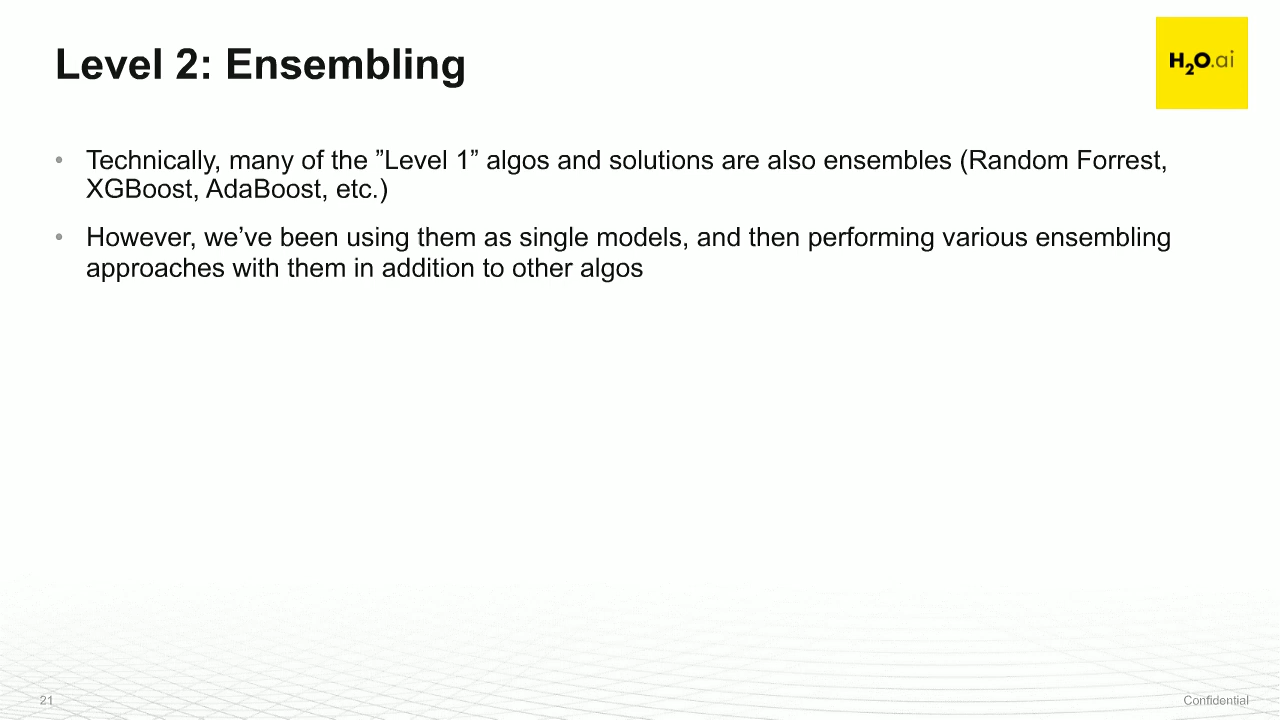 Level 2: Ensembling
H2O.ai
• Technically, many of the ”Level 1” algos and solutions are also ensembles (Random Forrest,
XGBoost, AdaBoost, etc.)
• However, we’ve been using them as single models, and then performing various ensembling
approaches with them in addition to other algos
21
Confidential